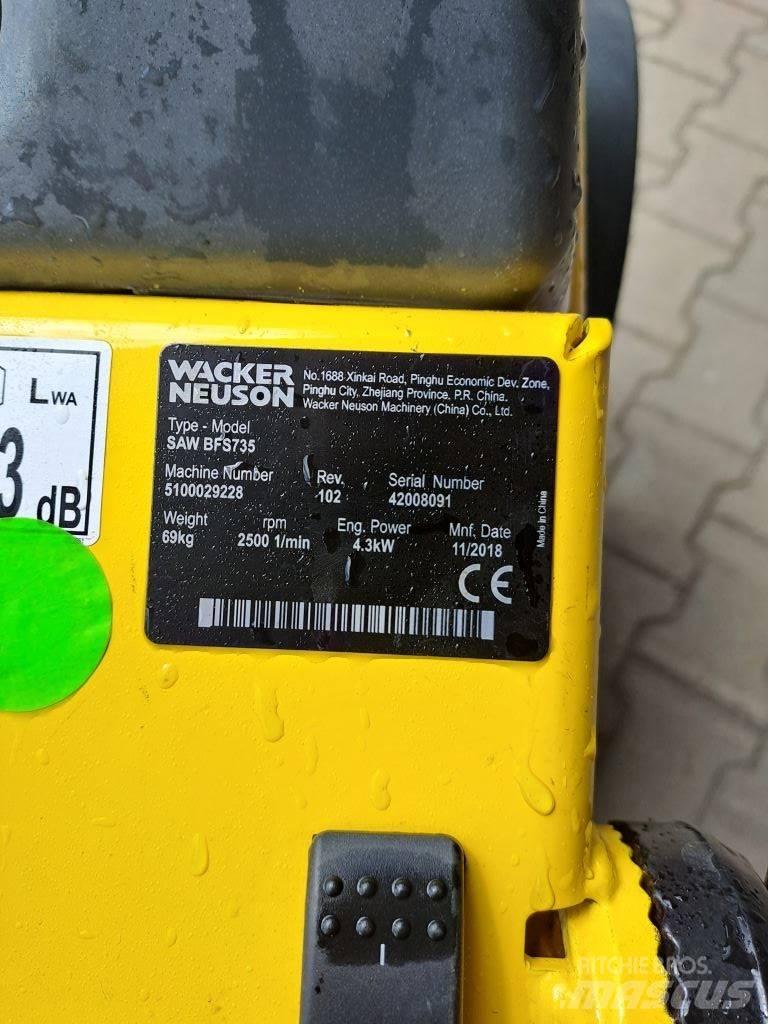 LWA
3 dB
WACKER
NEUSON
No.1688 Xinkai Road, Pinghu Economic Dev. Zone,
Pinghu City, Zhejiang Province, P.R. China.
Wacker Neuson Machinery (China) Co., Ltd.
Type - Model
SAW BFS735
Machine Number Rev. Serial Number
5100029228 102 42008091
Weight rpm Eng. Power Mnf. Date
69kg 2500 1/min 4.3kW 11/2018
CE
Made in China
I
RITCHIE BROS.
MASCUS